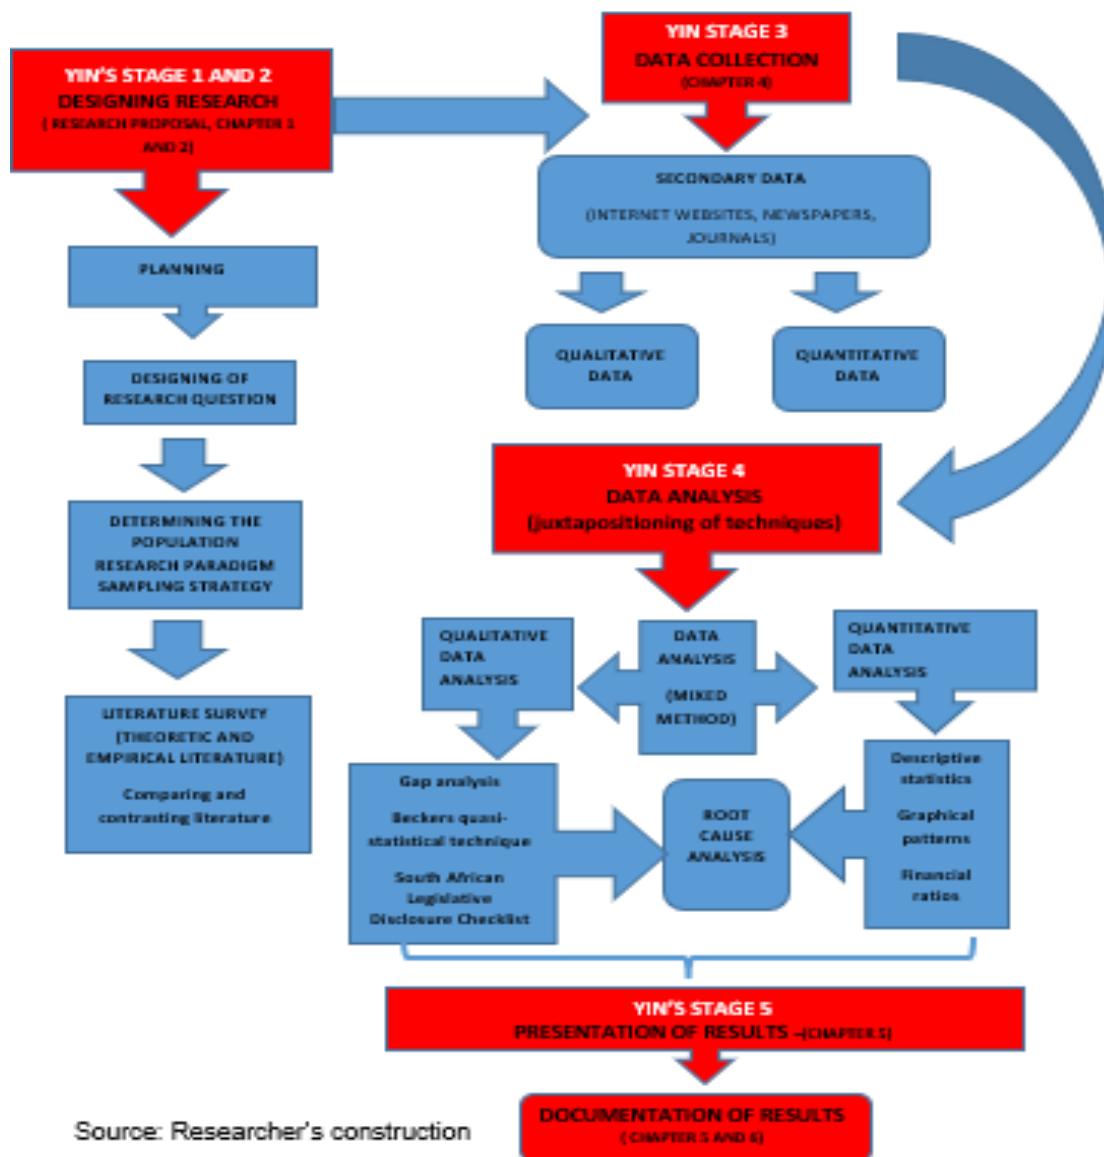 YIN'S STAGE 1 AND 2
DESIGNING RESEARCH
( RESEARCH PROPOSAL, CHAPTER 1
AND 2)
PLANNING
DESIGNING OF
RESEARCH QUESTION
DETERMINING THE
POPULATION
RESEARCH PARADIGM
SAMPLING STRATEGY
LITERATURE SURVEY
(THEORETIC AND
EMPIRICAL LITERATURE)
Comparing and
contrasting literature
YIN STAGE 3
DATA COLLECTION
(CHAPTER 4)
SECONDARY DATA
(INTERNET WEBSITES, NEWSPAPERS,
JOURNALS)
QUALITATIVE
DATA
QUANTITATIVE
DATA
YIN STAGE 4
DATA ANALYSIS
(juxtapositioning of techniques)
QUALITATIVE
DATA
ANALYSIS
DATA
ANALYSIS
(MIXED
METHOD)
QUANTITATIVE
DATA
ANALYSIS
Gap analysis
Beckers quasi-
statistical technique
South African
Legislative
Disclosure Checklist
ROOT
CAUSE
ANALYSIS
Descriptive
statistics
Graphical
patterns
Financial
ratios
YIN'S STAGE 5
PRESENTATION OF RESULTS –(CHAPTER 5)
DOCUMENTATION OF RESULTS
( CHAPTER 5 AND 6)
Source: Researcher's construction